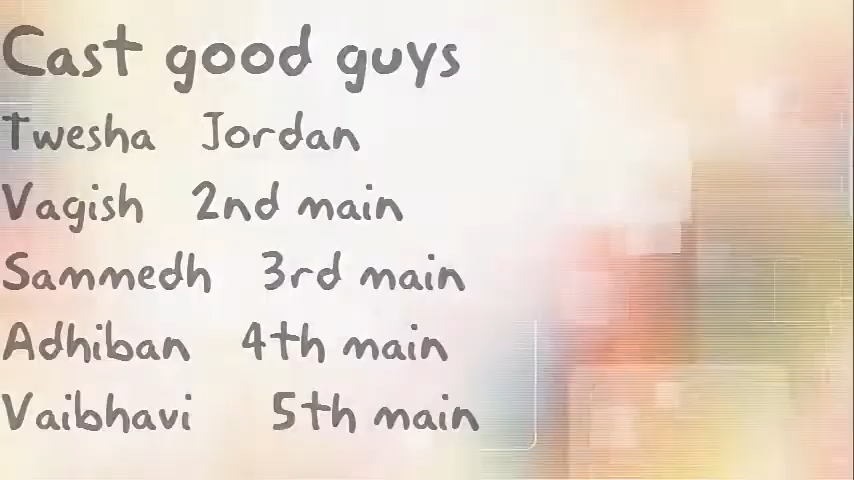 Cast good guys
Twesha Jordan
Vagish 2nd main
Sammedh 3rd main
Adhiban 4th main
Vaibhavi 5th main